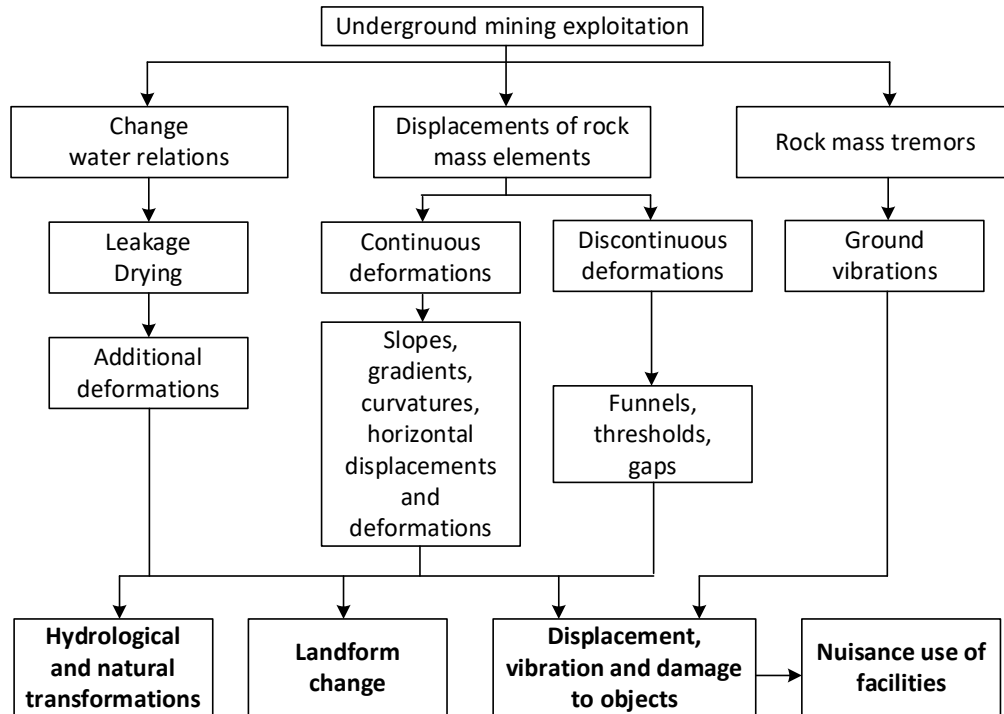 Underground mining exploitation
Change
water relations
Displacements of rock
mass elements
Rock mass tremors
Leakage
Drying
Continuous
deformations
Discontinuous
deformations
Ground
vibrations
Additional
deformations
Slopes,
gradients,
curvatures,
horizontal
displacements
and
deformations
Funnels,
thresholds,
gaps
Hydrological
and natural
transformations
Landform
change
Displacement,
vibration and damage
to objects
Nuisance use of
facilities